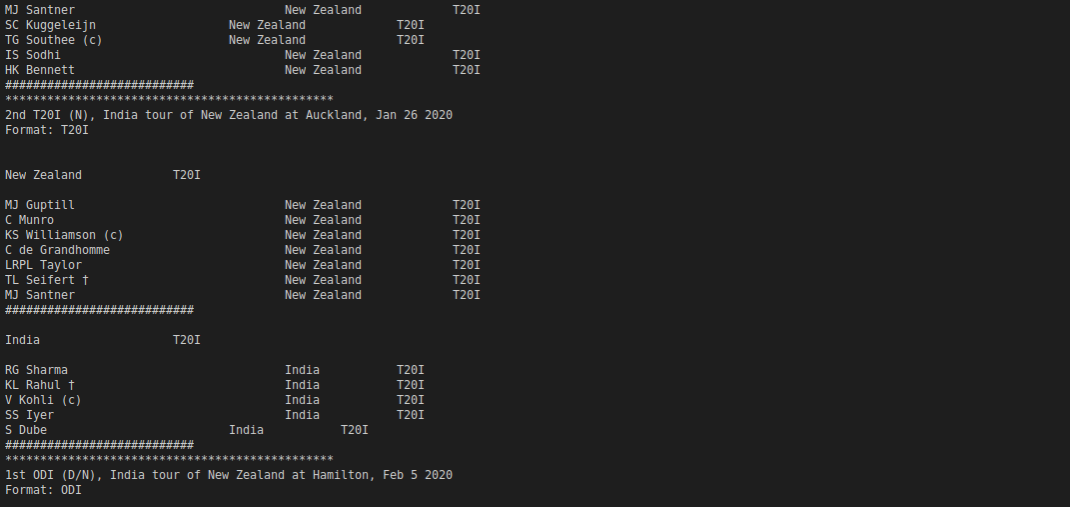 MJ Santner New Zealand T20I
SC Kuggeleijn New Zealand T20I
TG Southee (c) New Zealand T20I
IS Sodhi New Zealand T20I
HK Bennett New Zealand T20I
###########################
***********************************************
2nd T20I (N), India tour of New Zealand at Auckland, Jan 26 2020
Format: T20I
New Zealand T20I
MJ Guptill New Zealand T20I
C Munro New Zealand T20I
KS Williamson (c) New Zealand T20I
C de Grandhomme New Zealand T20I
LRPL Taylor New Zealand T20I
TL Seifert † New Zealand T20I
MJ Santner New Zealand T20I
###########################
India T20I
RG Sharma India T20I
KL Rahul † India T20I
V Kohli (c) India T20I
SS Iyer India T20I
S Dube India T20I
###########################
***********************************************
1st ODI (D/N), India tour of New Zealand at Hamilton, Feb 5 2020
Format: ODI